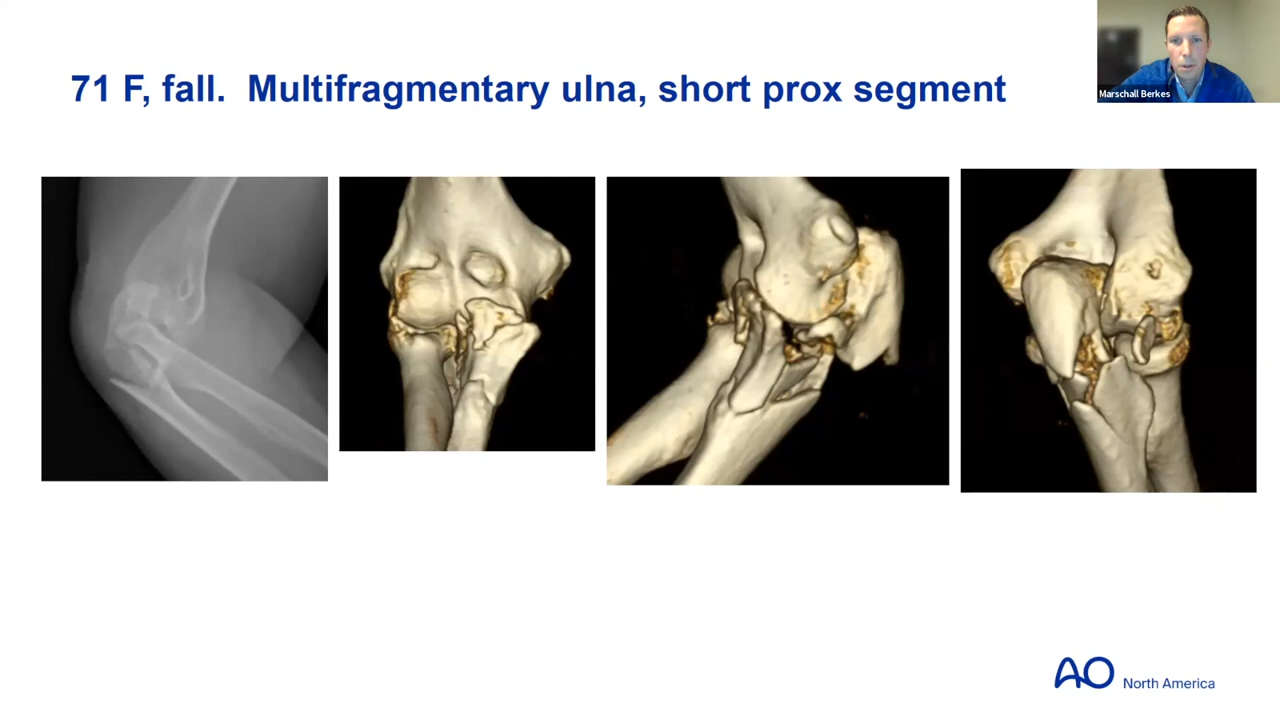 71 F, fall. Multifragmentary ulna, short prox segment
Marschall Berkes
AO
North America